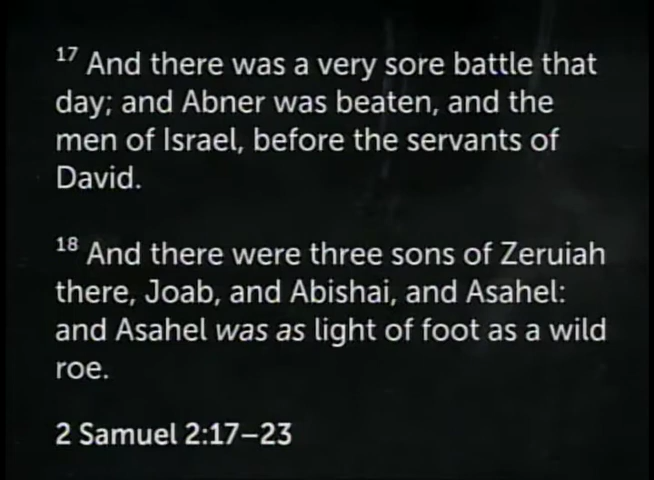 17 And there was a very sore battle that
day; and Abner was beaten, and the
men of Israel, before the servants of
David.
18 And there were three sons of Zeruiah
there, Joab, and Abishai, and Asahel:
and Asahel was as light of foot as a wild
roe.
2 Samuel 2:17–23